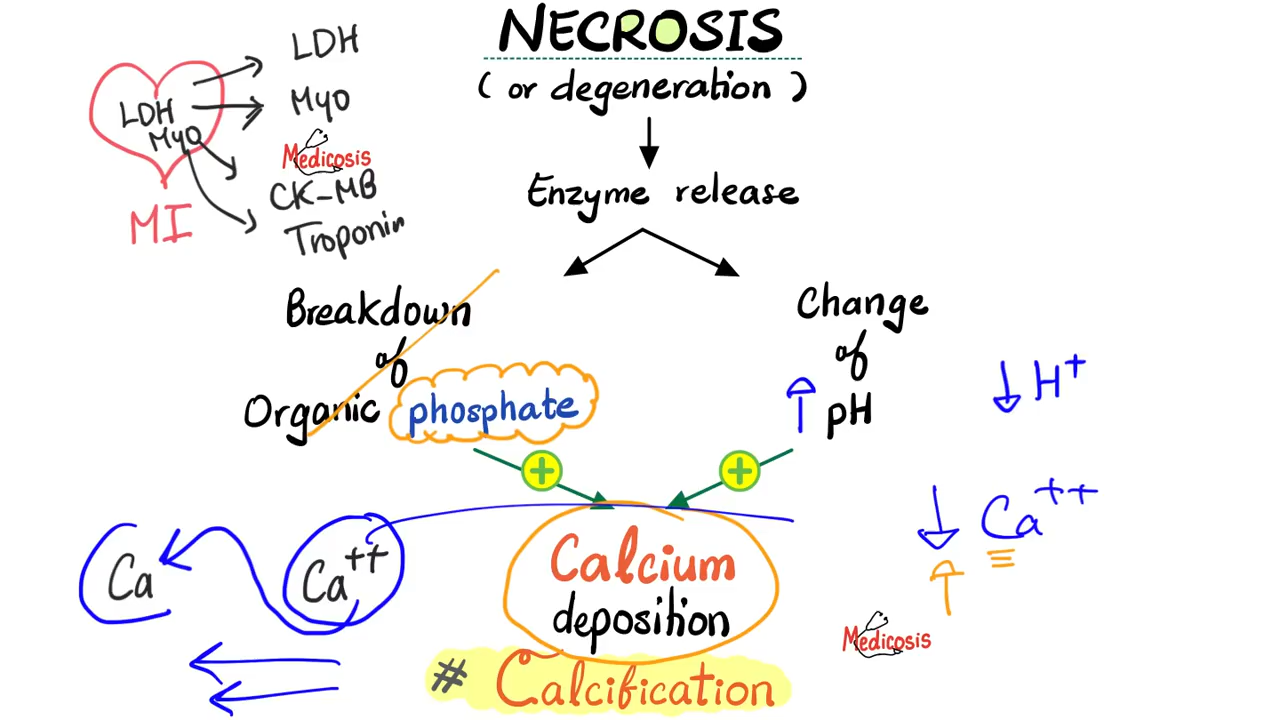 NECROSIS
( or degeneration )
Enzyme release
LDH
Myo
LDH
Myo
Medicosis
CK-MB
Troponin
MI
Breakdown
of
Organic phosphate
Change
of
↑ pH
↓ H⁺
+
+
↓ Ca⁺⁺
↑
Ca
Ca⁺⁺
Calcium
deposition
Medicosis
# Calcification